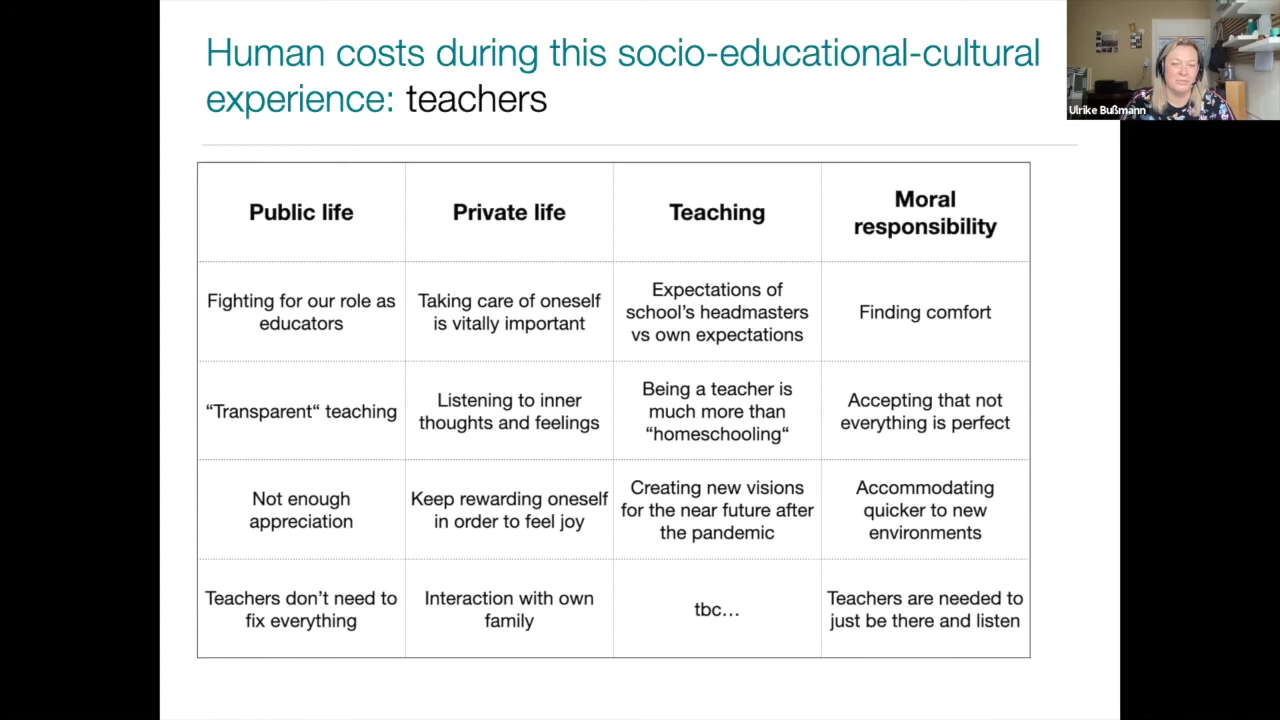 Human costs during this socio-educational-cultural
experience: teachers
Ulrike Bußmann
Public life
Private life
Teaching
Moral
responsibility
Fighting for our role as
educators
Taking care of oneself
is vitally important
Expectations of
school’s headmasters
vs own expectations
Finding comfort
“Transparent“ teaching
Listening to inner
thoughts and feelings
Being a teacher is
much more than
“homeschooling“
Accepting that not
everything is perfect
Not enough
appreciation
Keep rewarding oneself
in order to feel joy
Creating new visions
for the near future after
the pandemic
Accommodating
quicker to new
environments
Teachers don’t need to
fix everything
Interaction with own
family
tbc…
Teachers are needed to
just be there and listen